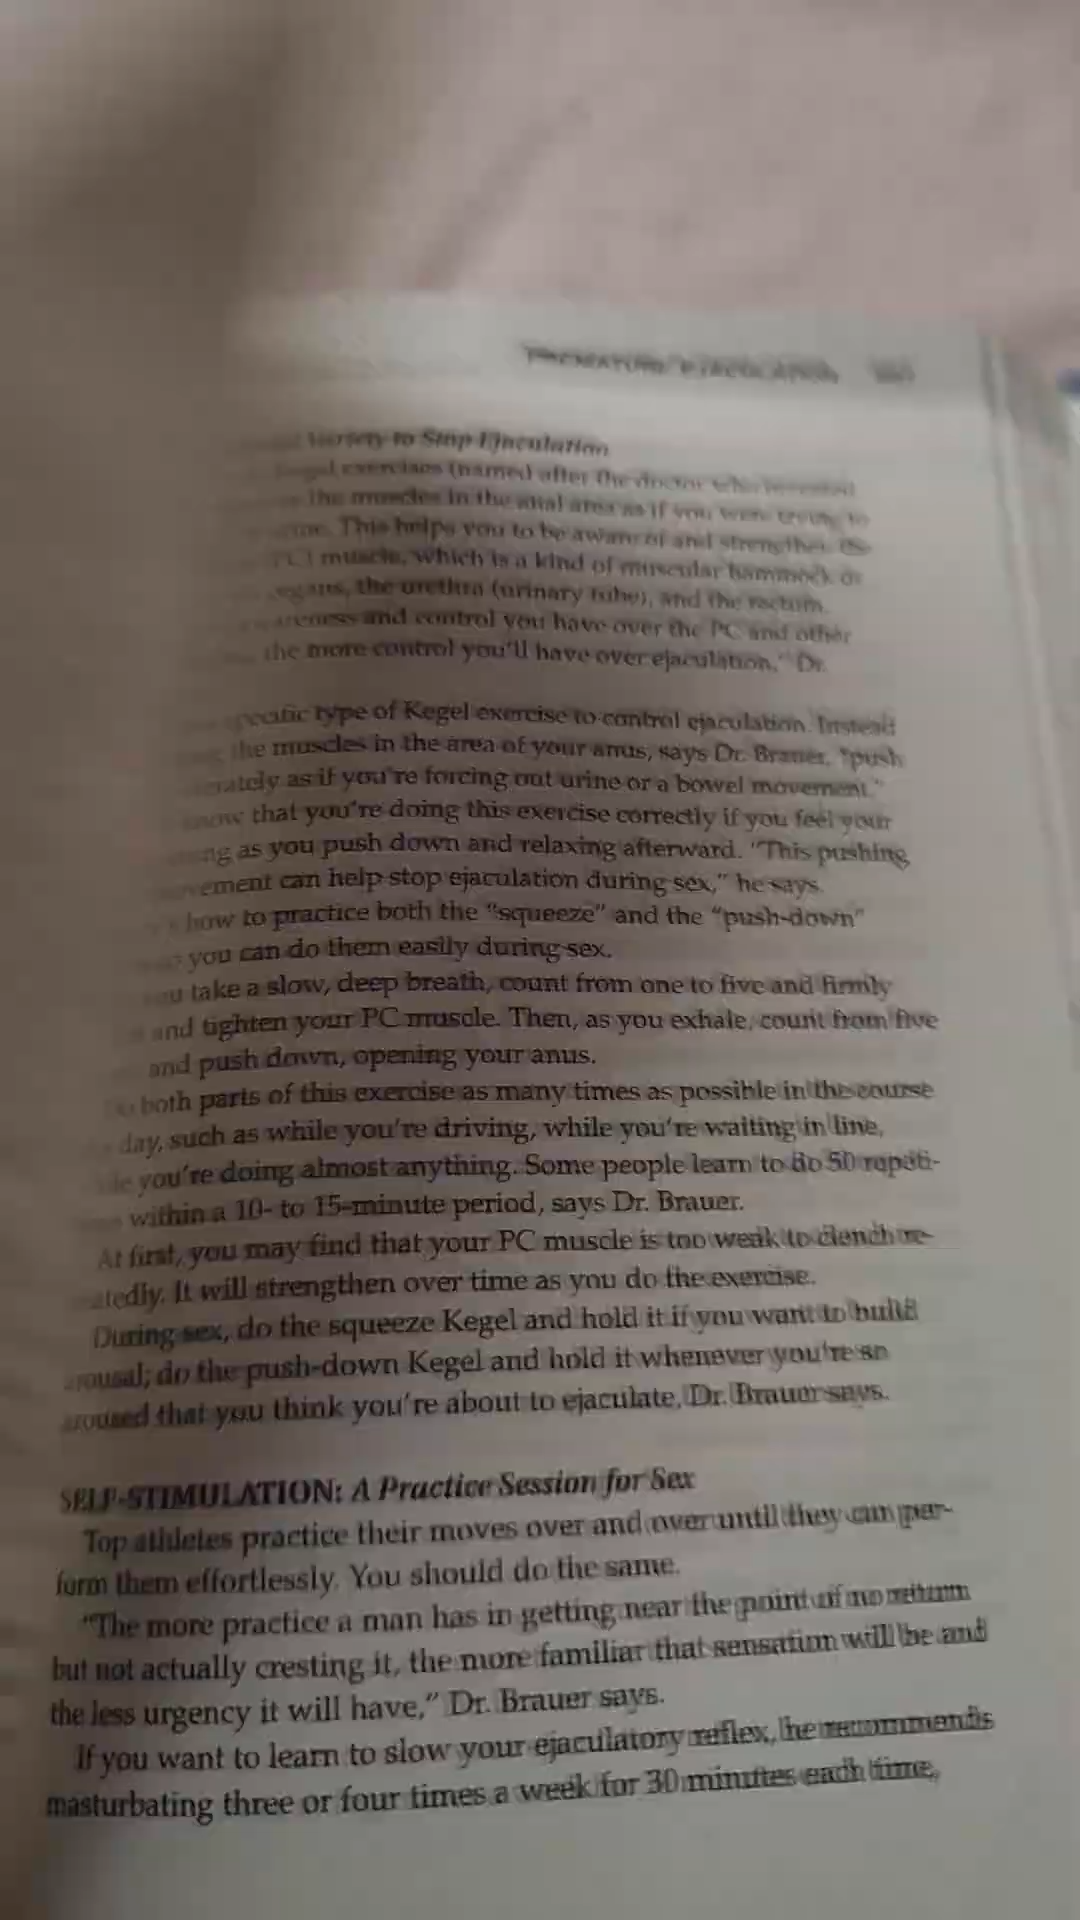 PREMATURE EJACULATION
Variety to Stop Ejaculation
Kegel exercises (named after the doctor who invented
the muscles in the anal area as if you were trying to
This helps you to be aware of and strengthen the
muscle, which is a kind of muscular hammock
the urethra (urinary tube), and the rectum.
and control you have over the PC and other
the more control you'll have over ejaculation," Dr.
specific type of Kegel exercise to control ejaculation. Instead
the muscles in the area of your anus, says Dr. Brauer, "push
as if you're forcing out urine or a bowel movement."
know that you're doing this exercise correctly if you feel your
as you push down and relaxing afterward. "This pushing
can help stop ejaculation during sex," he says.
how to practice both the "squeeze" and the "push-down"
you can do them easily during sex.
take a slow, deep breath, count from one to five and firmly
and tighten your PC muscle. Then, as you exhale, count from five
and push down, opening your anus.
both parts of this exercise as many times as possible in the course
day, such as while you're driving, while you're waiting in line,
you're doing almost anything. Some people learn to do 50 repeti-
within a 10- to 15-minute period, says Dr. Brauer.
At first, you may find that your PC muscle is too weak to clench re-
It will strengthen over time as you do the exercise.
During sex, do the squeeze Kegel and hold it if you want to build
arousal; do the push-down Kegel and hold it whenever you're so
aroused that you think you're about to ejaculate, Dr. Brauer says.
SELF-STIMULATION: A Practice Session for Sex
Top athletes practice their moves over and over until they can per-
form them effortlessly. You should do the same.
"The more practice a man has in getting near the point of no return
but not actually cresting it, the more familiar that sensation will be and
the less urgency it will have," Dr. Brauer says.
If you want to learn to slow your ejaculatory reflex, he recommends
masturbating three or four times a week for 30 minutes each time,